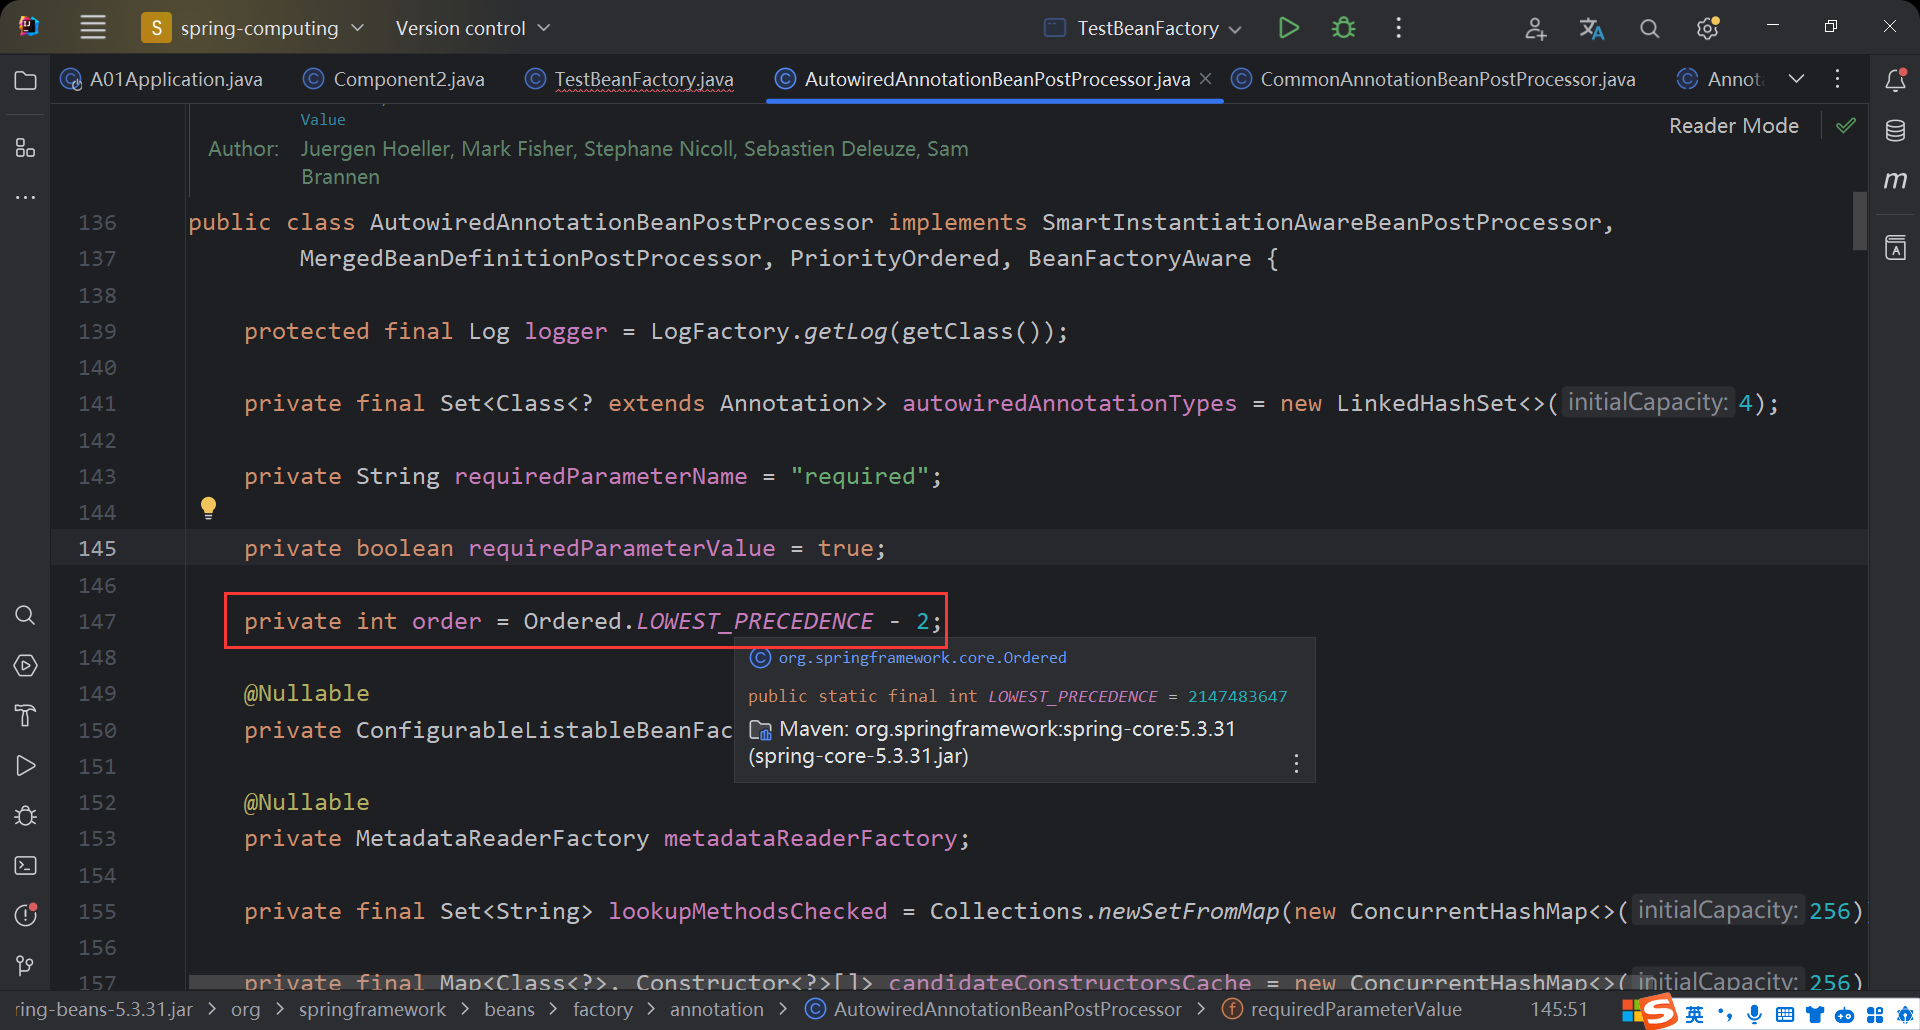 S spring-computing Version control TestBeanFactory
A01Application.java Component2.java TestBeanFactory.java AutowiredAnnotationBeanPostProcessor.java CommonAnnotationBeanPostProcessor.java Annota
Value
Reader Mode
Author: Juergen Hoeller, Mark Fisher, Stephane Nicoll, Sebastien Deleuze, Sam
Brannen
136 public class AutowiredAnnotationBeanPostProcessor implements SmartInstantiationAwareBeanPostProcessor,
137 MergedBeanDefinitionPostProcessor, PriorityOrdered, BeanFactoryAware {
138
139 protected final Log logger = LogFactory.getLog(getClass());
140
141 private final Set<Class<? extends Annotation>> autowiredAnnotationTypes = new LinkedHashSet<>( initialCapacity: 4);
142
143 private String requiredParameterName = "required";
144
145 private boolean requiredParameterValue = true;
146
147 private int order = Ordered.LOWEST_PRECEDENCE - 2;
148
org.springframework.core.Ordered
149 @Nullable
public static final int LOWEST_PRECEDENCE = 2147483647
150 private ConfigurableListableBeanFac
Maven: org.springframework:spring-core:5.3.31
(spring-core-5.3.31.jar)
151
152 @Nullable
153 private MetadataReaderFactory metadataReaderFactory;
154
155 private final Set<String> lookupMethodsChecked = Collections.newSetFromMap(new ConcurrentHashMap<>( initialCapacity: 256)
156
157 private final Map<Class<?>, Constructor<?>[]> candidateConstructorsCache = new ConcurrentHashMap<>( initialCapacity: 256)
ring-beans-5.3.31.jar > org > springframework > beans > factory > annotation > AutowiredAnnotationBeanPostProcessor > requiredParameterValue 145:51 英